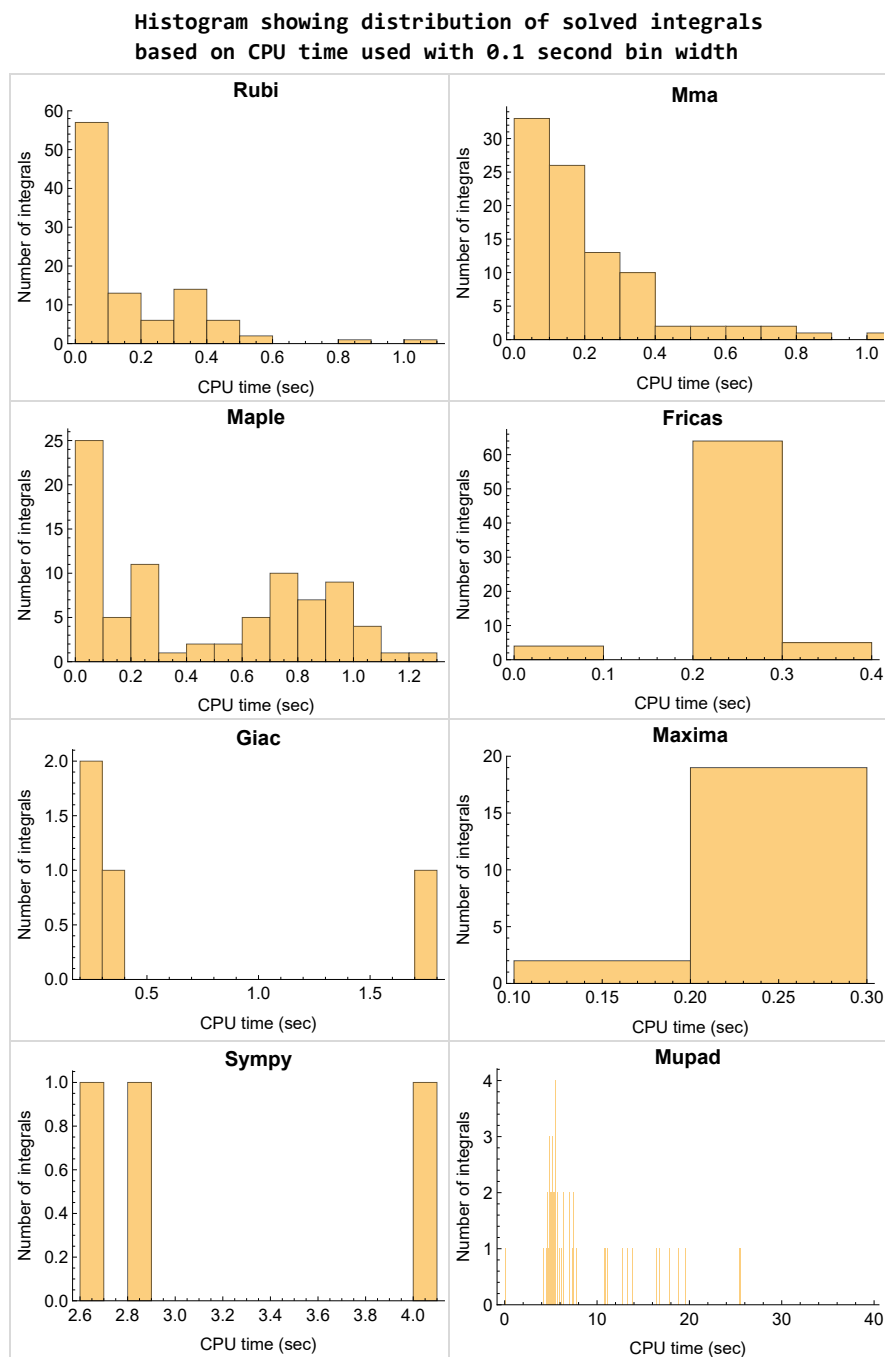 Histogram showing distribution of solved integrals
based on CPU time used with 0.1 second bin width
Rubi
Number of integrals
60
50
40
30
20
10
0
0.0 0.2 0.4 0.6 0.8 1.0
CPU time (sec)
Mma
Number of integrals
30
25
20
15
10
5
0
0.0 0.2 0.4 0.6 0.8 1.0
CPU time (sec)
Maple
Number of integrals
25
20
15
10
5
0
0.0 0.2 0.4 0.6 0.8 1.0 1.2
CPU time (sec)
Fricas
Number of integrals
60
50
40
30
20
10
0
0.0 0.1 0.2 0.3 0.4
CPU time (sec)
Giac
Number of integrals
2.0
1.5
1.0
0.5
0.0
0.5 1.0 1.5
CPU time (sec)
Maxima
Number of integrals
20
15
10
5
0
0.10 0.15 0.20 0.25 0.30
CPU time (sec)
Sympy
Number of integrals
1.0
0.8
0.6
0.4
0.2
0.0
2.6 2.8 3.0 3.2 3.4 3.6 3.8 4.0
CPU time (sec)
Mupad
Number of integrals
4
3
2
1
0
0 10 20 30 40
CPU time (sec)